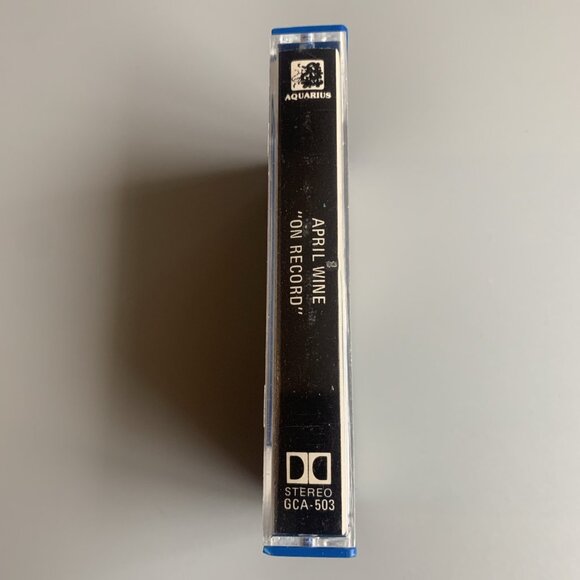 AQUARIUS
APRIL WINE
"ON RECORD"
STEREO
GCA-503